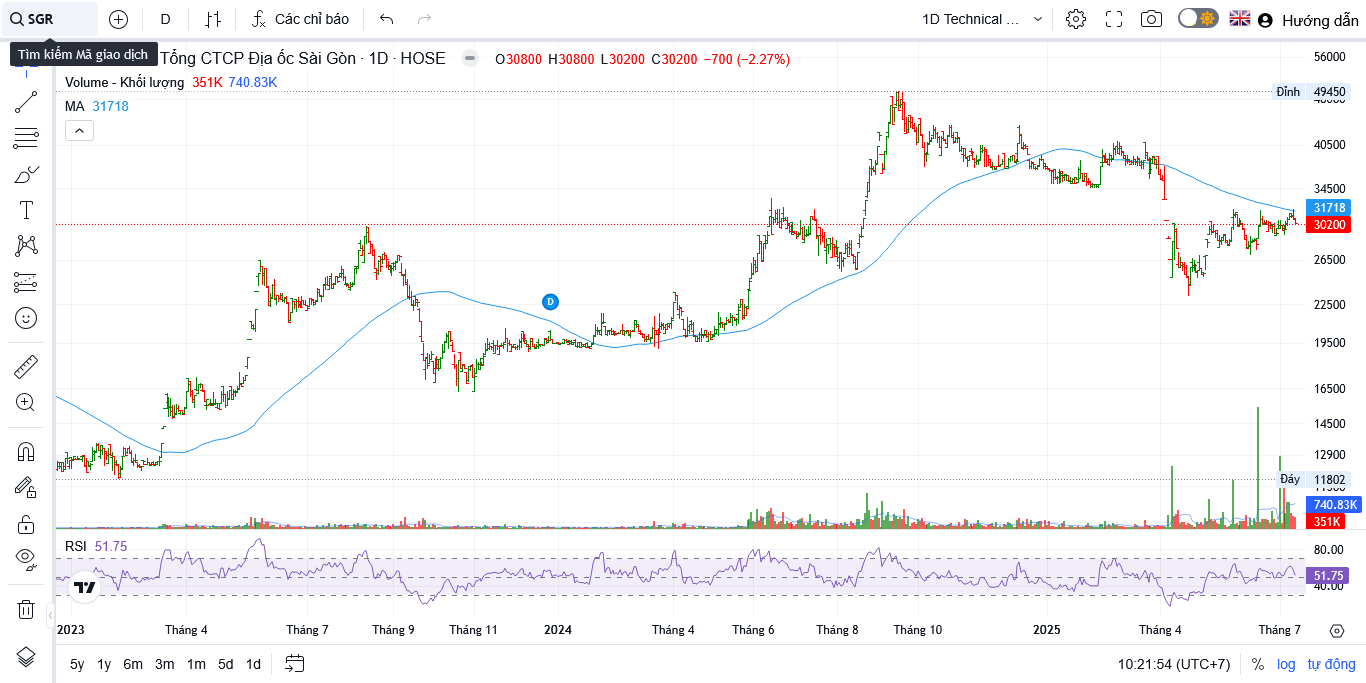 SGR
D
Các chỉ báo
1D Technical ...
Hướng dẫn
Tìm kiếm Mã giao dịch
Tổng CTCP Địa ốc Sài Gòn · 1D · HOSE
O30800 H30800 L30200 C30200 −700 (−2.27%)
Volume - Khối lượng 351K 740.83K
MA 31718
D
56000
Đỉnh 49450
40500
34500
31718
30200
26500
22500
19500
16500
14500
12900
Đáy 11802
740.83K
351K
RSI 51.75
80.00
51.75
40.00
2023 Tháng 4 Tháng 7 Tháng 9 Tháng 11 2024 Tháng 4 Tháng 6 Tháng 8 Tháng 10 2025 Tháng 4 Tháng 7
5y 1y 6m 3m 1m 5d 1d
10:21:54 (UTC+7) % log tự động